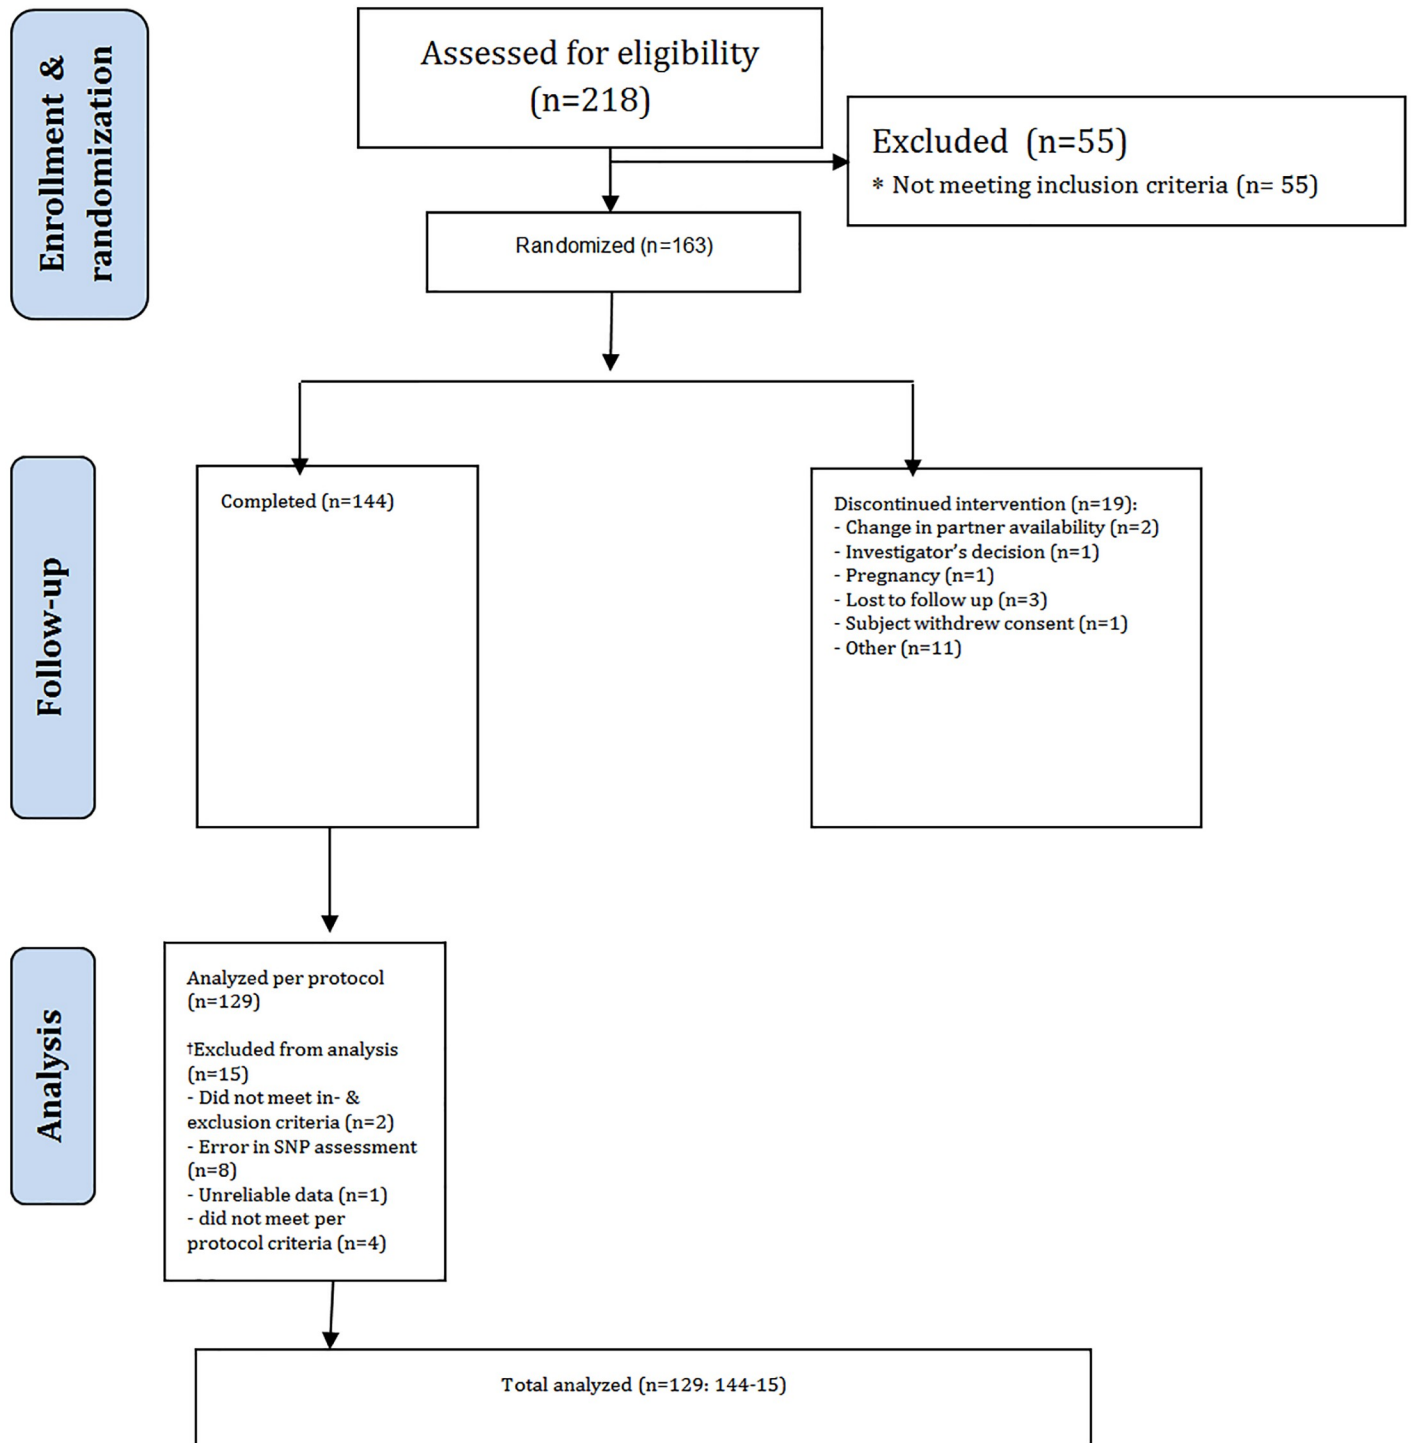 Enrollment &
randomization
Assessed for eligibility
(n=218)
Excluded (n=55)
* Not meeting inclusion criteria (n= 55)
Randomized (n=163)
Follow-up
Completed (n=144)
Discontinued intervention (n=19):
- Change in partner availability (n=2)
- Investigator’s decision (n=1)
- Pregnancy (n=1)
- Lost to follow up (n=3)
- Subject withdrew consent (n=1)
- Other (n=11)
Analysis
Analyzed per protocol
(n=129)
†Excluded from analysis
(n=15)
- Did not meet in- &
exclusion criteria (n=2)
- Error in SNP assessment
(n=8)
- Unreliable data (n=1)
- did not meet per
protocol criteria (n=4)
Total analyzed (n=129: 144-15)